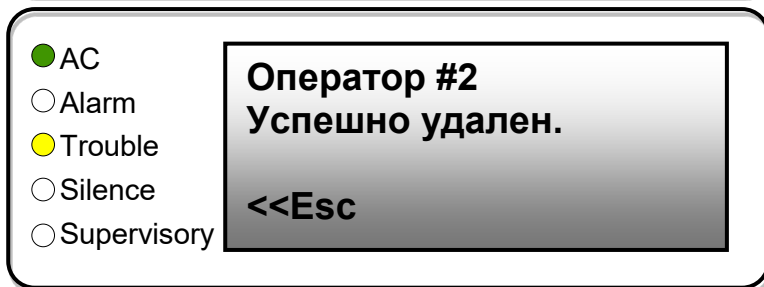 AC
Alarm
Trouble
Silence
Supervisory
Оператор #2
Успешно удален.
<<Esc